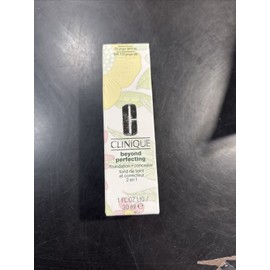 CLINIQUE
beyond
perfecting
foundation + concealer
fond de teint
et correcteur
2 en 1
1 FL OZ LIQ /
30 ml e